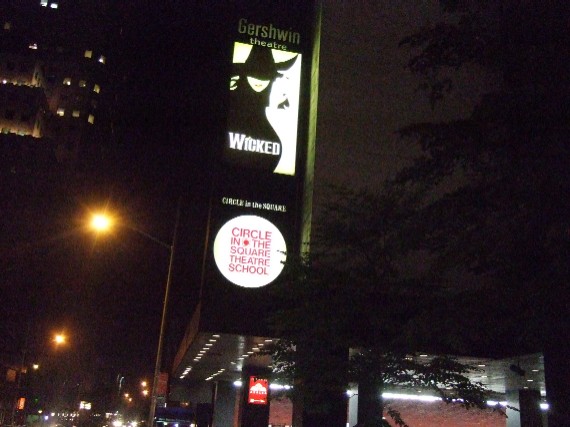 Gershwin
theatre
WICKED
CIRCLE in the SQUARE
CIRCLE
IN THE
SQUARE
THEATRE
SCHOOL